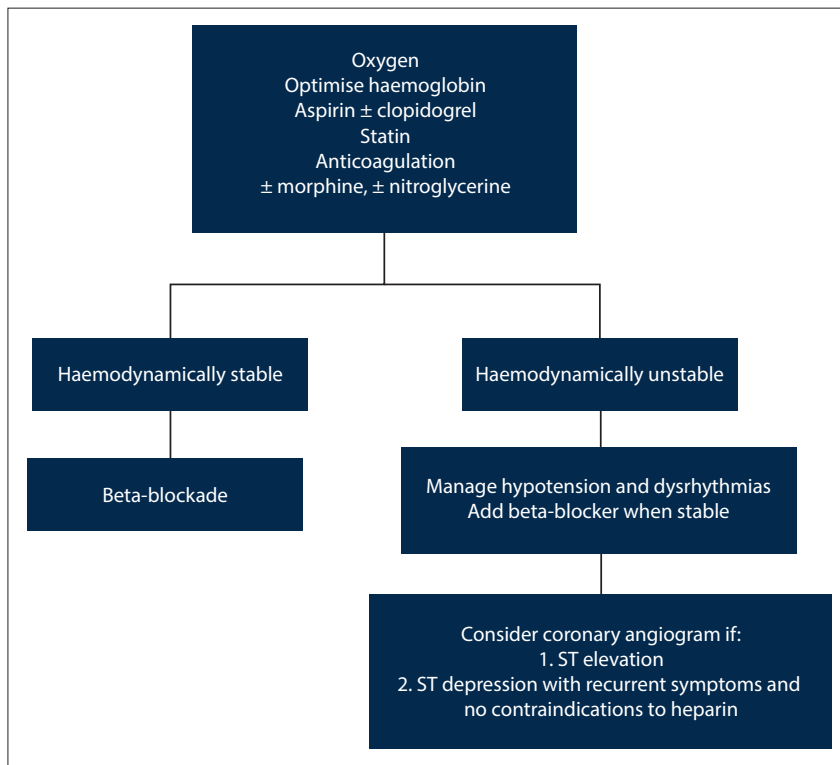 Oxygen
Optimise haemoglobin
Aspirin ± clopidogrel
Statin
Anticoagulation
± morphine, ± nitroglycerine
Haemodynamically stable
Haemodynamically unstable
Beta-blockade
Manage hypotension and dysrhythmias
Add beta-blocker when stable
Consider coronary angiogram if:
1. ST elevation
2. ST depression with recurrent symptoms and
no contraindications to heparin